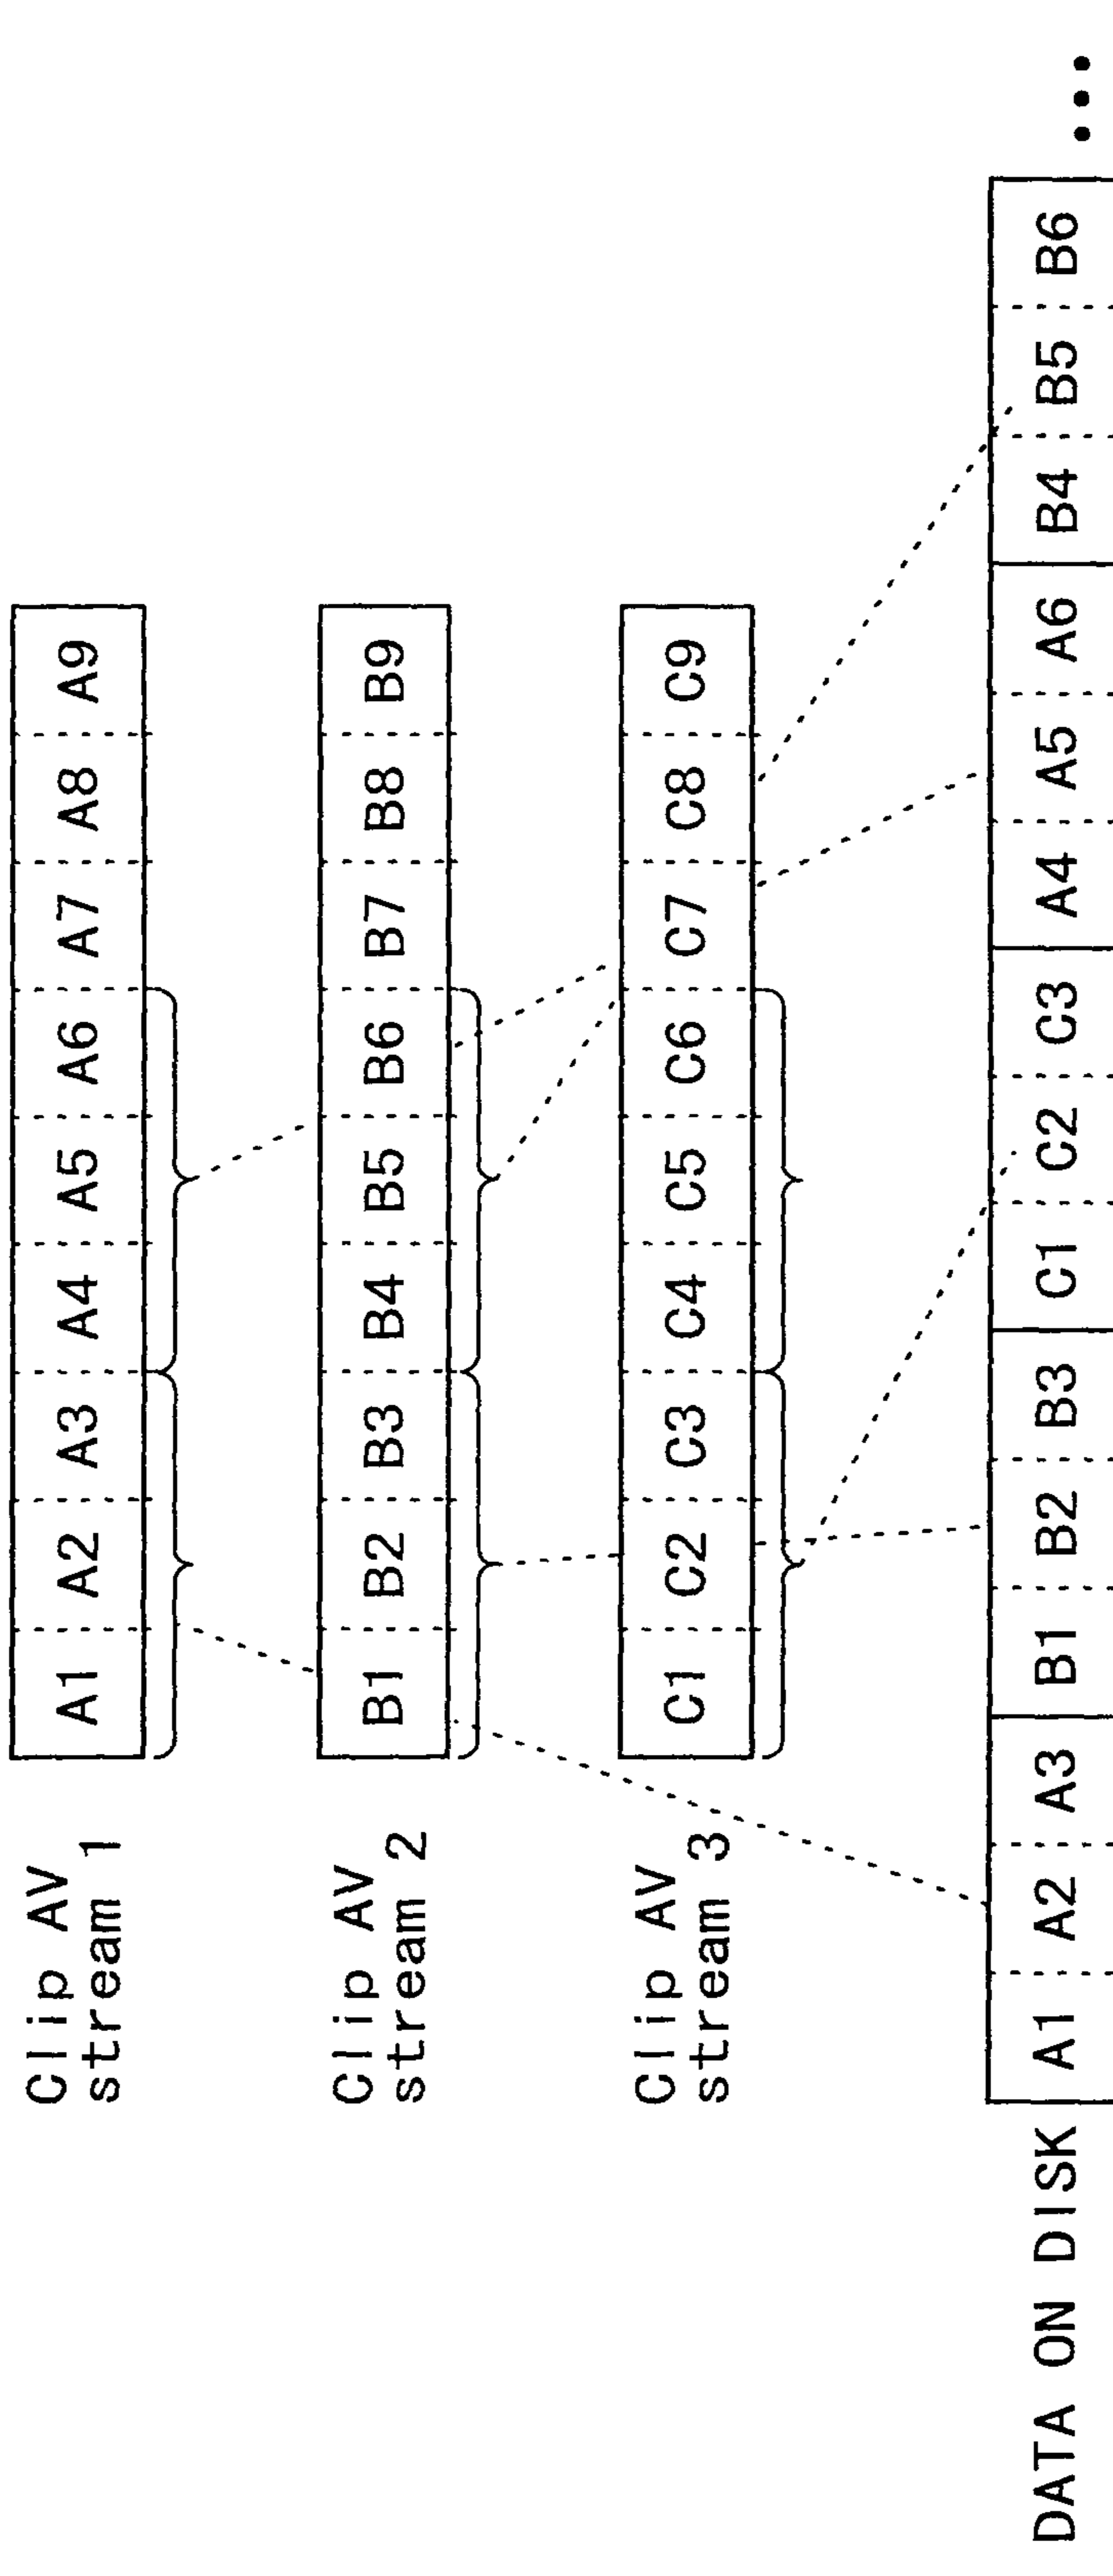 Clip AV
stream 1
A1 A2 A3 A4 A5 A6 A7 A8 A9
Clip AV
stream 2
B1 B2 B3 B4 B5 B6 B7 B8 B9
Clip AV
stream 3
C1 C2 C3 C4 C5 C6 C7 C8 C9
DATA ON DISK A1 A2 A3 B1 B2 B3 C1 C2 C3 A4 A5 A6 B4 B5 B6 •••